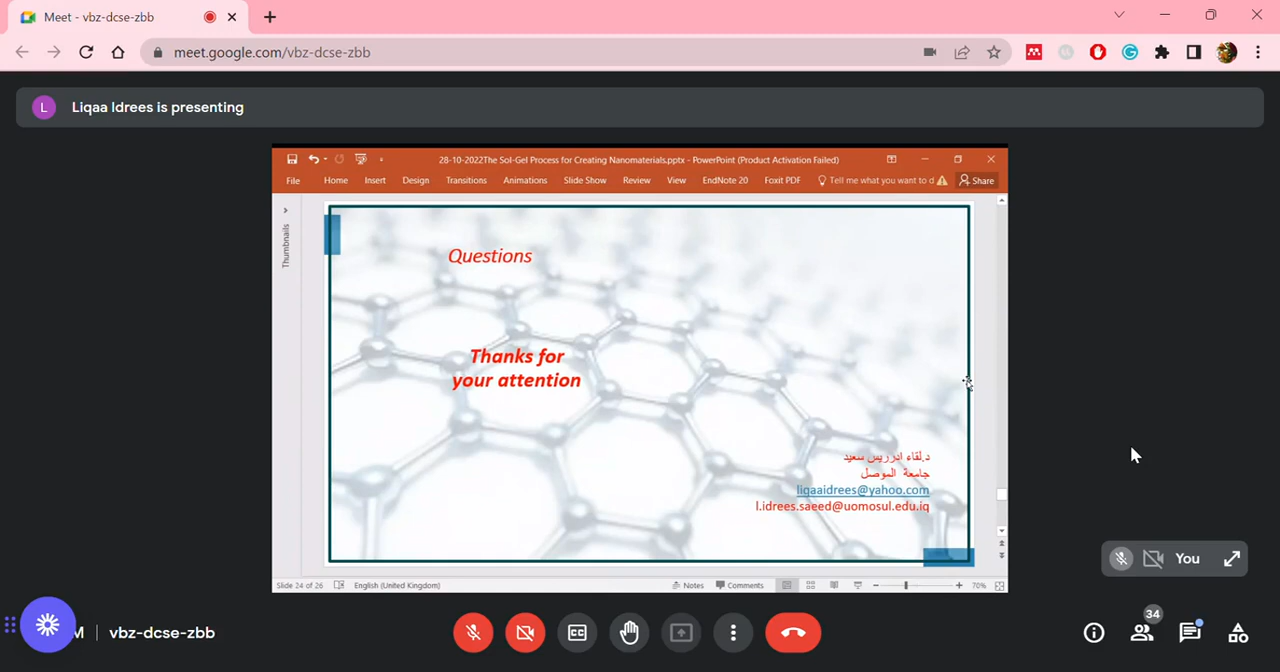 Meet - vbz-dcse-zbb
meet.google.com/vbz-dcse-zbb
L
Liqaa Idrees is presenting
28-10-2022The Sol-Gel Process for Creating Nanomaterials.pptx - PowerPoint (Product Activation Failed)
File Home Insert Design Transitions Animations Slide Show Review View EndNote 20 Foxit PDF Tell me what you want to d Share
Thumbnails
Questions
Thanks for
your attention
د.لقاء ادرريس سعيد
جامعة الموصل
liqaaidrees@yahoo.com
l.idrees.saeed@uomosul.edu.iq
Slide 24 of 26 English (United Kingdom) Notes Comments 70%
You
M | vbz-dcse-zbb
34